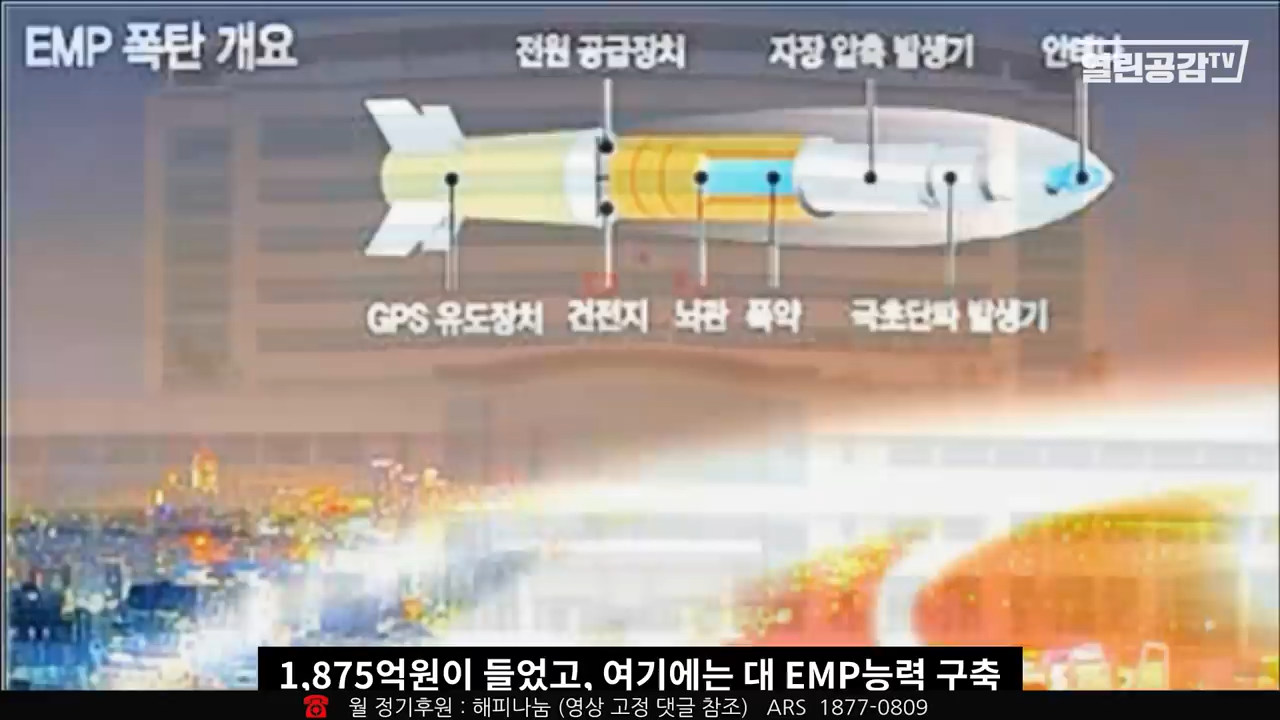 EMP 폭탄 개요
전원 공급장치
자장 압축 발생기
열린공감TV
GPS 유도장치
건전지
뇌관
폭약
극초단파 발생기
1,875억원이 들었고, 여기에는 대 EMP능력 구축
월 정기후원 : 해피나눔 (영상 고정 댓글 참조) ARS 1877-0809